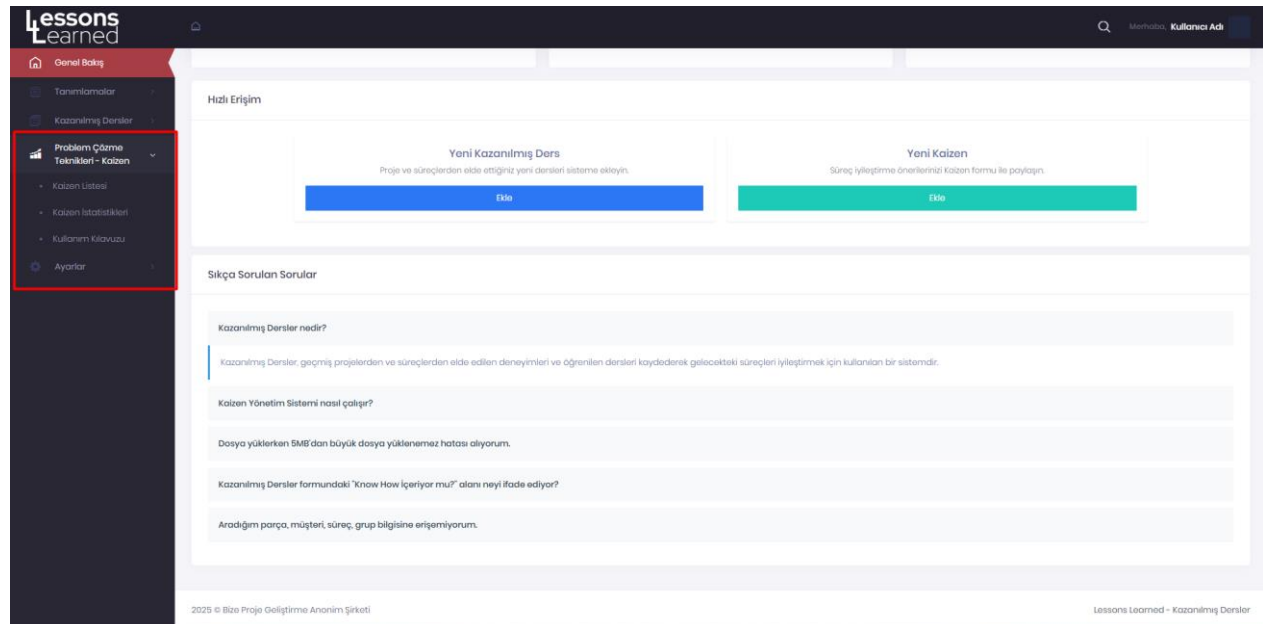 Lessons
Learned
Merhaba, Kullanıcı Adı
Genel Bakış
Tanımlamalar
Kazanılmış Dersler
Problem Çözme
Teknikleri - Kaizen
Kaizen Listesi
Kaizen İstatistikleri
Kullanım Kılavuzu
Ayarlar
Hızlı Erişim
Yeni Kazanılmış Ders
Proje ve süreçlerden elde ettiğiniz yeni dersleri sisteme ekleyin.
Ekle
Yeni Kaizen
Süreç iyileştirme önerilerinizi Kaizen formu ile paylaşın.
Ekle
Sıkça Sorulan Sorular
Kazanılmış Dersler nedir?
Kazanılmış Dersler, geçmiş projelerden ve süreçlerden elde edilen deneyimleri ve öğrenilen dersleri kaydederek gelecekteki süreçleri iyileştirmek için kullanılan bir sistemdir.
Kaizen Yönetim Sistemi nasıl çalışır?
Dosya yüklerken 5MB'dan büyük dosya yüklenemez hatası alıyorum.
Kazanılmış Dersler formundaki "Know How İçeriyor mu?" alanı neyi ifade ediyor?
Aradığım parça, müşteri, süreç, grup bilgisine erişemiyorum.
2025 © Bize Proje Geliştirme Anonim Şirketi
Lessons Learned - Kazanılmış Dersler